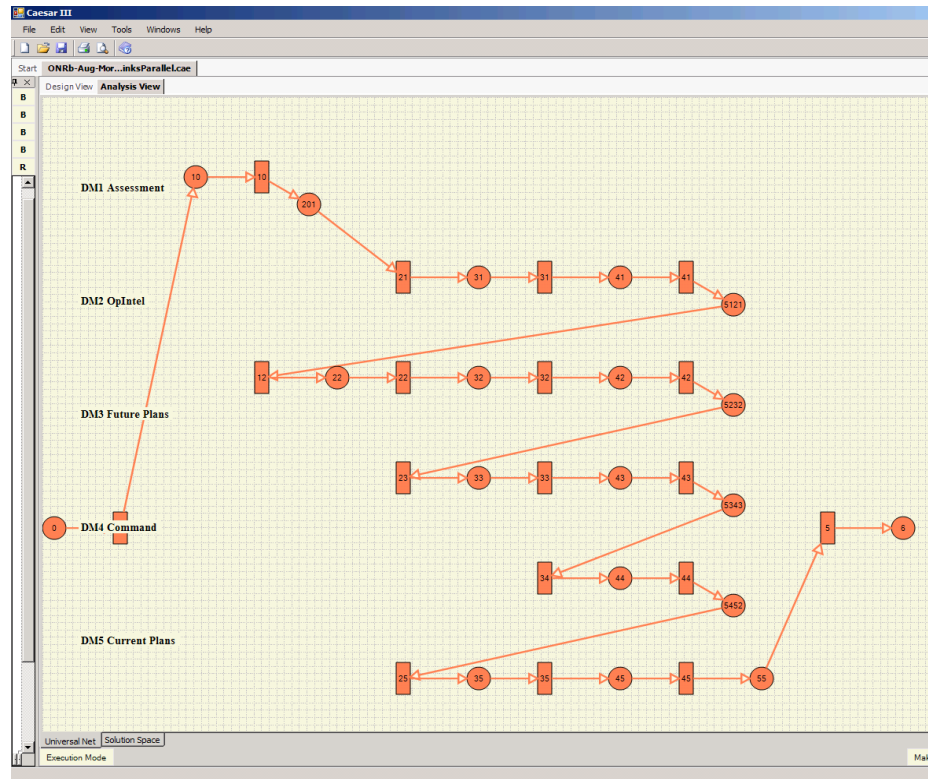 Caesar III
File Edit View Tools Windows Help
Start ONRb-Aug-Mor...inksParallel.cae
Design View Analysis View
B
B
B
B
R
10 10
DM1 Assessment
201
21 31 31 41 41
DM2 OpIntel
5121
12 22 22 32 32 42 42
5232
DM3 Future Plans
23 33 33 43 43
5343
0 DM4 Command 5 6
34 44 44
5452
DM5 Current Plans
25 35 35 45 45 55
Universal Net Solution Space
Execution Mode Mak